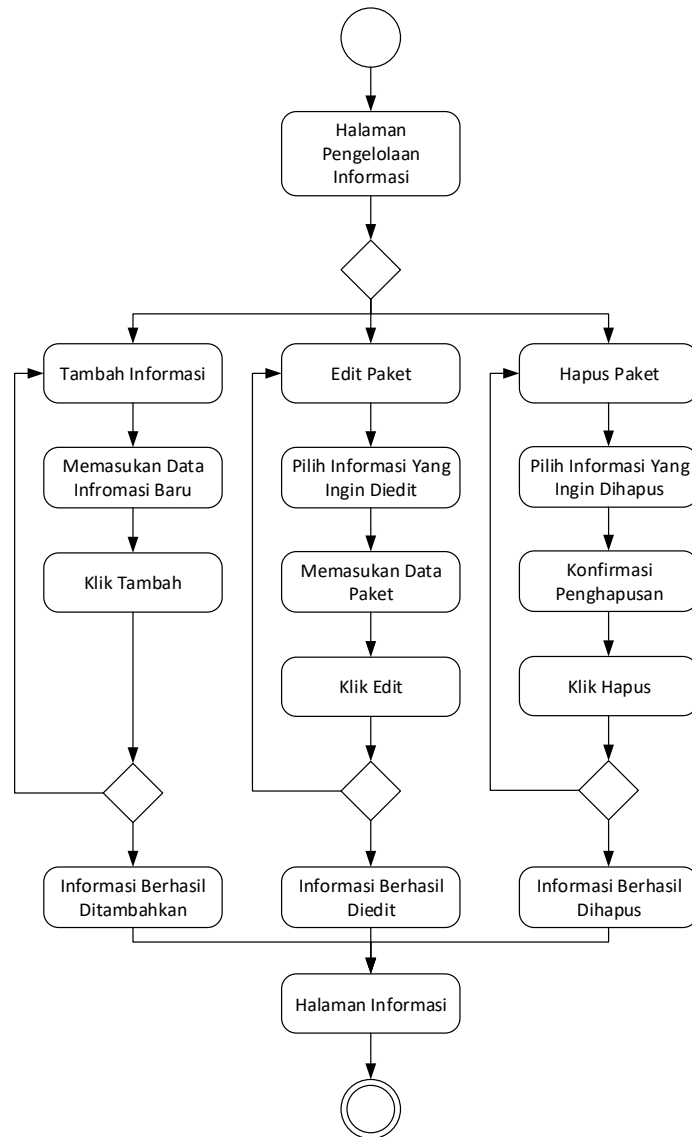 Halaman
Pengelolaan
Informasi
Tambah Informasi
Edit Paket
Hapus Paket
Memasukan Data
Infromasi Baru
Pilih Informasi Yang
Ingin Diedit
Pilih Informasi Yang
Ingin Dihapus
Klik Tambah
Memasukan Data
Paket
Konfirmasi
Penghapusan
Klik Edit
Klik Hapus
Informasi Berhasil
Ditambahkan
Informasi Berhasil
Diedit
Informasi Berhasil
Dihapus
Halaman Informasi